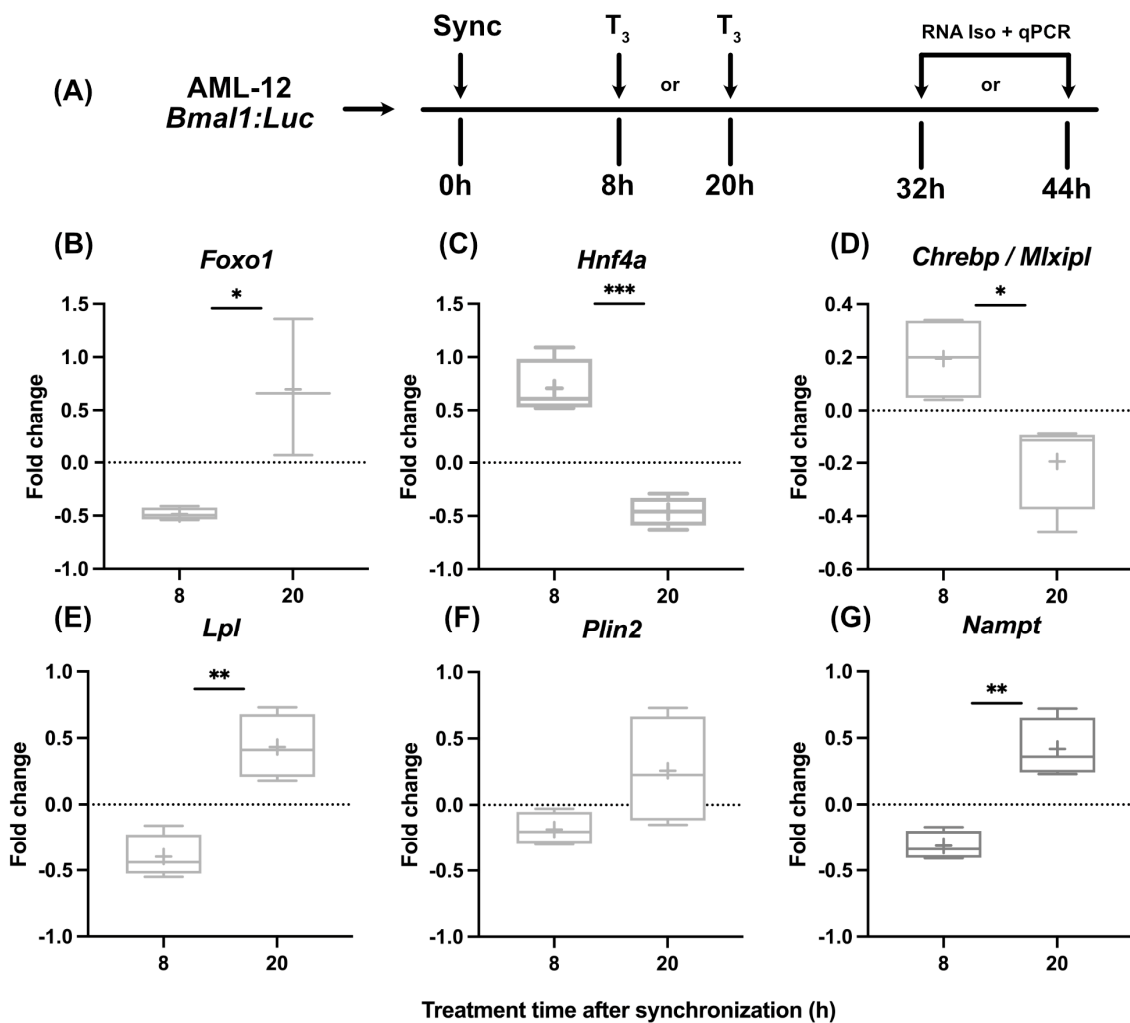 Sync T3 T3 RNA Iso + qPCR
(A) AML-12 or or
Bmal1:Luc
0h 8h 20h 32h 44h
(B) (C) (D)
Foxo1 Hnf4a Chrebp / Mlxipl
* *** *
Fold change
1.5
1.0
0.5
0.0
-0.5
-1.0
8 20
Fold change
1.5
1.0
0.5
0.0
-0.5
-1.0
8 20
Fold change
0.4
0.2
0.0
-0.2
-0.4
-0.6
8 20
(E) (F) (G)
Lpl Plin2 Nampt
** **
Fold change
1.0
0.5
0.0
-0.5
-1.0
8 20
Fold change
1.0
0.5
0.0
-0.5
-1.0
8 20
Fold change
1.0
0.5
0.0
-0.5
-1.0
8 20
Treatment time after synchronization (h)